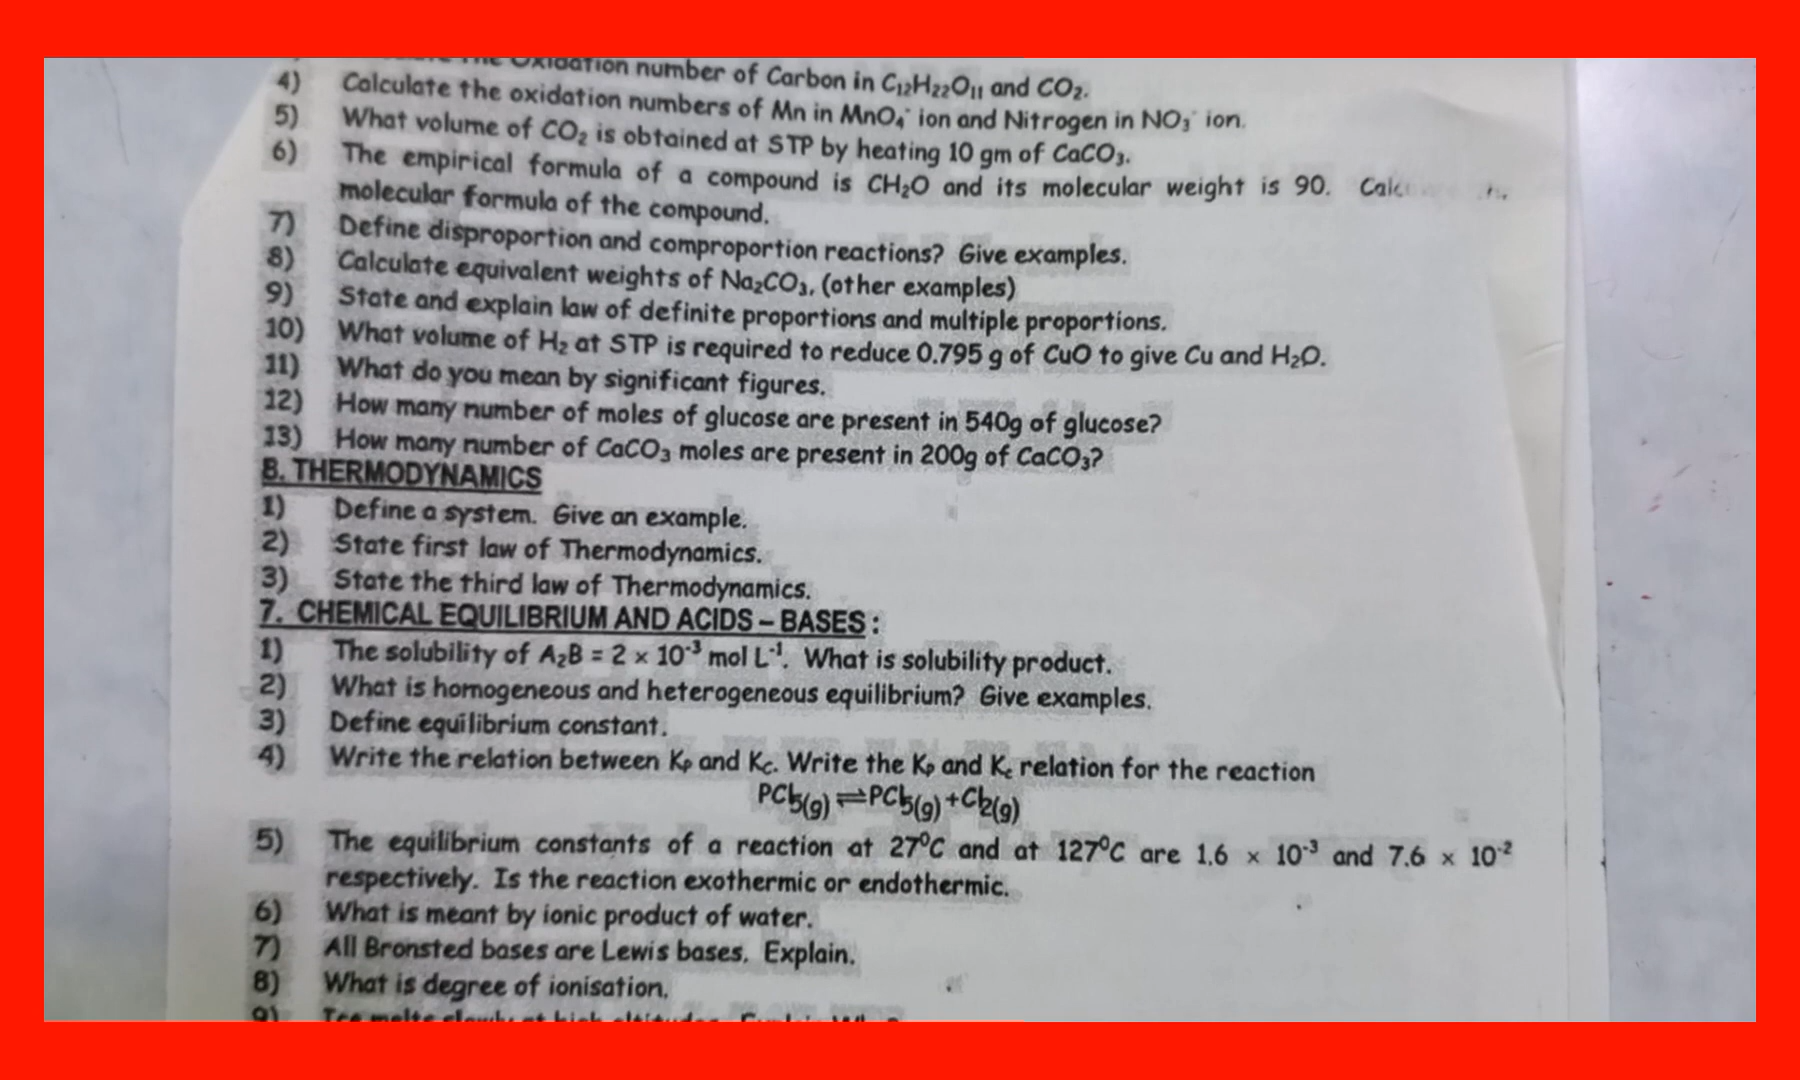 The Oxidation number of Carbon in C₁₂H₂₂O₁₁ and CO₂.
4) Calculate the oxidation numbers of Mn in MnO₄⁻ ion and Nitrogen in NO₃⁻ ion.
5) What volume of CO₂ is obtained at STP by heating 10 gm of CaCO₃.
6) The empirical formula of a compound is CH₂O and its molecular weight is 90.
molecular formula of the compound.
7) Define disproportion and comproportion reactions? Give examples.
8) Calculate equivalent weights of Na₂CO₃, (other examples)
9) State and explain law of definite proportions and multiple proportions.
10) What volume of H₂ at STP is required to reduce 0.795 g of CuO to give Cu and H₂O.
11) What do you mean by significant figures.
12) How many number of moles of glucose are present in 540g of glucose?
13) How many number of CaCO₃ moles are present in 200g of CaCO₃?
8. THERMODYNAMICS
1) Define a system. Give an example.
2) State first law of Thermodynamics.
3) State the third law of Thermodynamics.
7. CHEMICAL EQUILIBRIUM AND ACIDS – BASES :
1) The solubility of A₂B = 2 × 10⁻³ mol L⁻¹. What is solubility product.
2) What is homogeneous and heterogeneous equilibrium? Give examples.
3) Define equilibrium constant.
4) Write the relation between Kₚ and K꜀. Write the Kₚ and K꜀ relation for the reaction
PCl₅(g) ⇌ PCl₅(g) + Cl₂(g)
5) The equilibrium constants of a reaction at 27⁰C and at 127⁰C are 1.6 × 10⁻³ and 7.6 × 10⁻²
respectively. Is the reaction exothermic or endothermic.
6) What is meant by ionic product of water.
7) All Bronsted bases are Lewis bases. Explain.
8) What is degree of ionisation.
9) Ice melts slowly at high altitudes. Explain